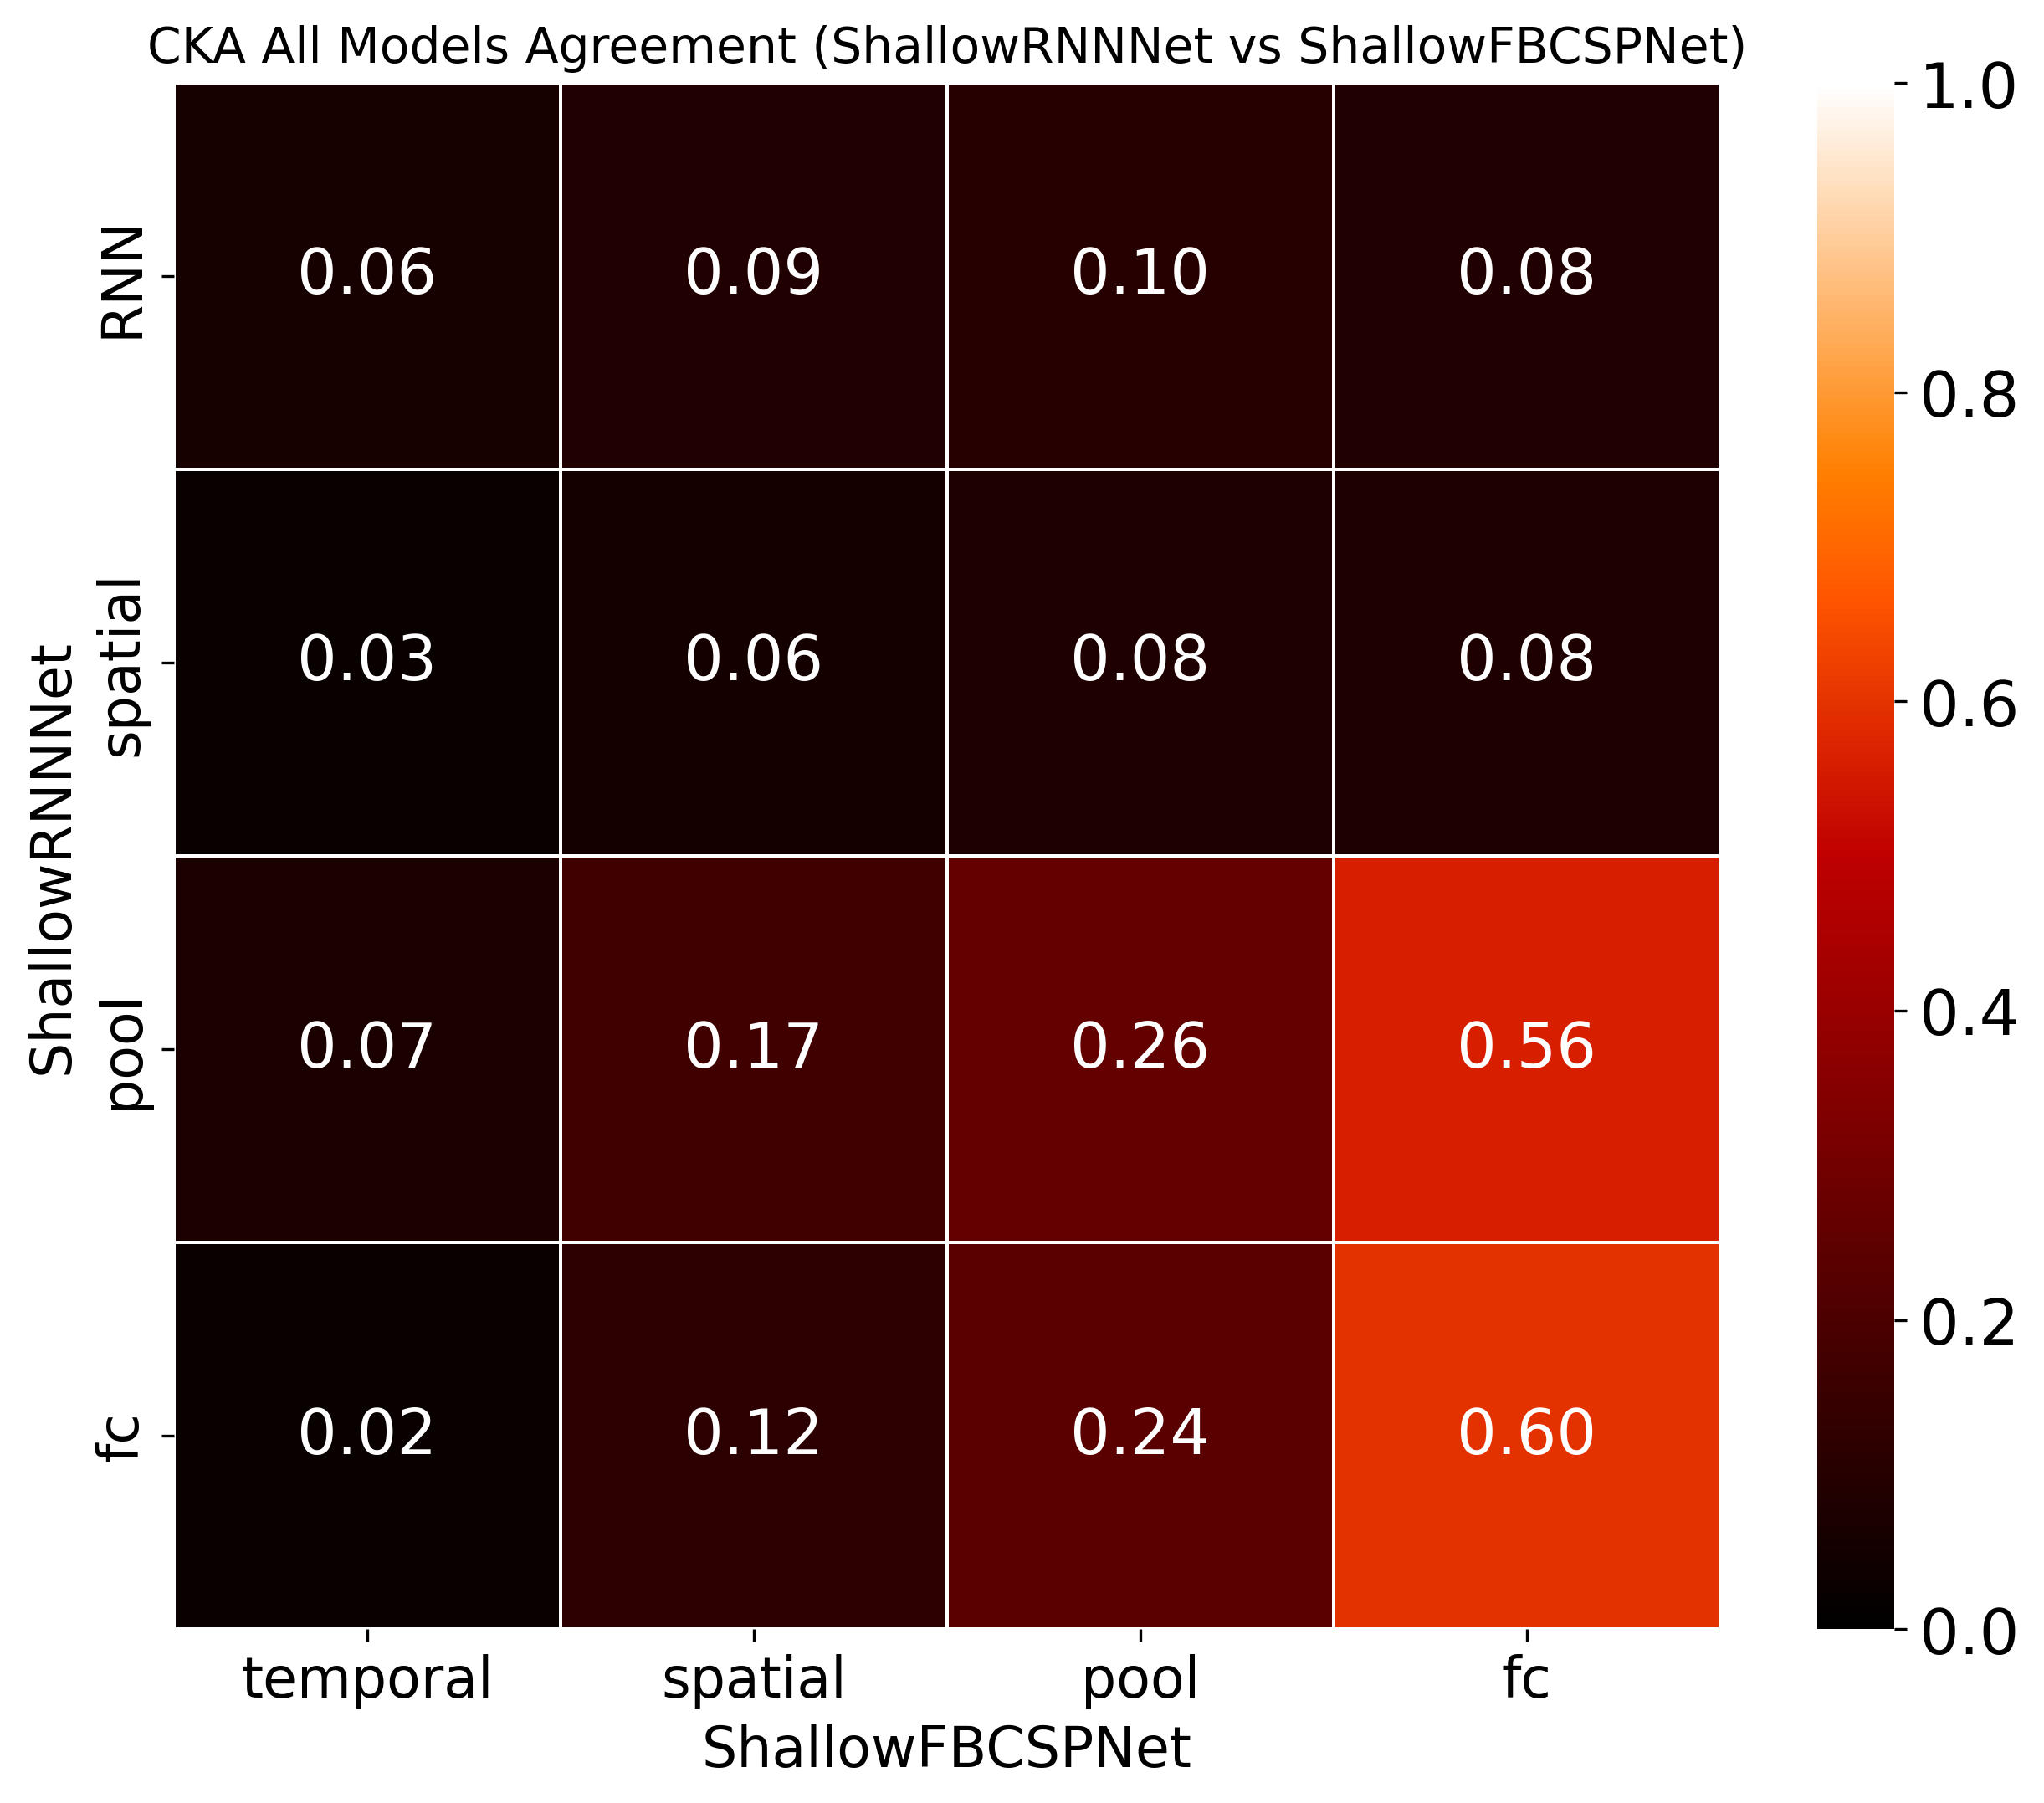 CKA All Models Agreement (ShallowRNNNet vs ShallowFBCSPNet)
ShallowRNNNet
RNN 0.06 0.09 0.10 0.08
spatial 0.03 0.06 0.08 0.08
pool 0.07 0.17 0.26 0.56
fc 0.02 0.12 0.24 0.60
temporal spatial pool fc
ShallowFBCSPNet
1.0
0.8
0.6
0.4
0.2
0.0